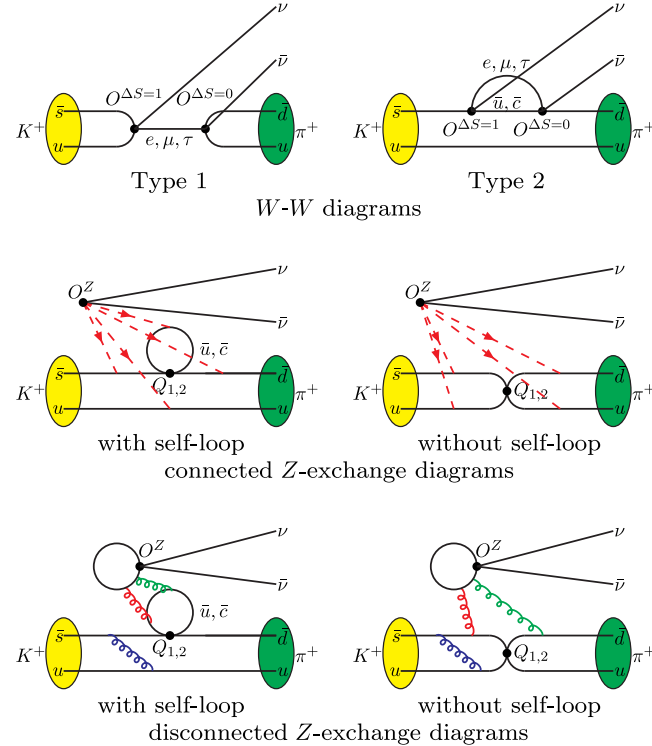 ν
ν̄
O^{ΔS=1} O^{ΔS=0}
K⁺ s̄ u e, μ, τ d̄ u π⁺
Type 1
ν
ν̄
e, μ, τ
ū, c̄
K⁺ s̄ u O^{ΔS=1} O^{ΔS=0} d̄ u π⁺
Type 2
W-W diagrams
ν
O^Z
ν̄
ū, c̄
K⁺ s̄ u Q_{1,2} d̄ u π⁺
with self-loop
ν
O^Z
ν̄
K⁺ s̄ u Q_{1,2} d̄ u π⁺
without self-loop
connected Z-exchange diagrams
ν
O^Z
ν̄
ū, c̄
K⁺ s̄ u Q_{1,2} d̄ u π⁺
with self-loop
ν
O^Z
ν̄
K⁺ s̄ u Q_{1,2} d̄ u π⁺
without self-loop
disconnected Z-exchange diagrams